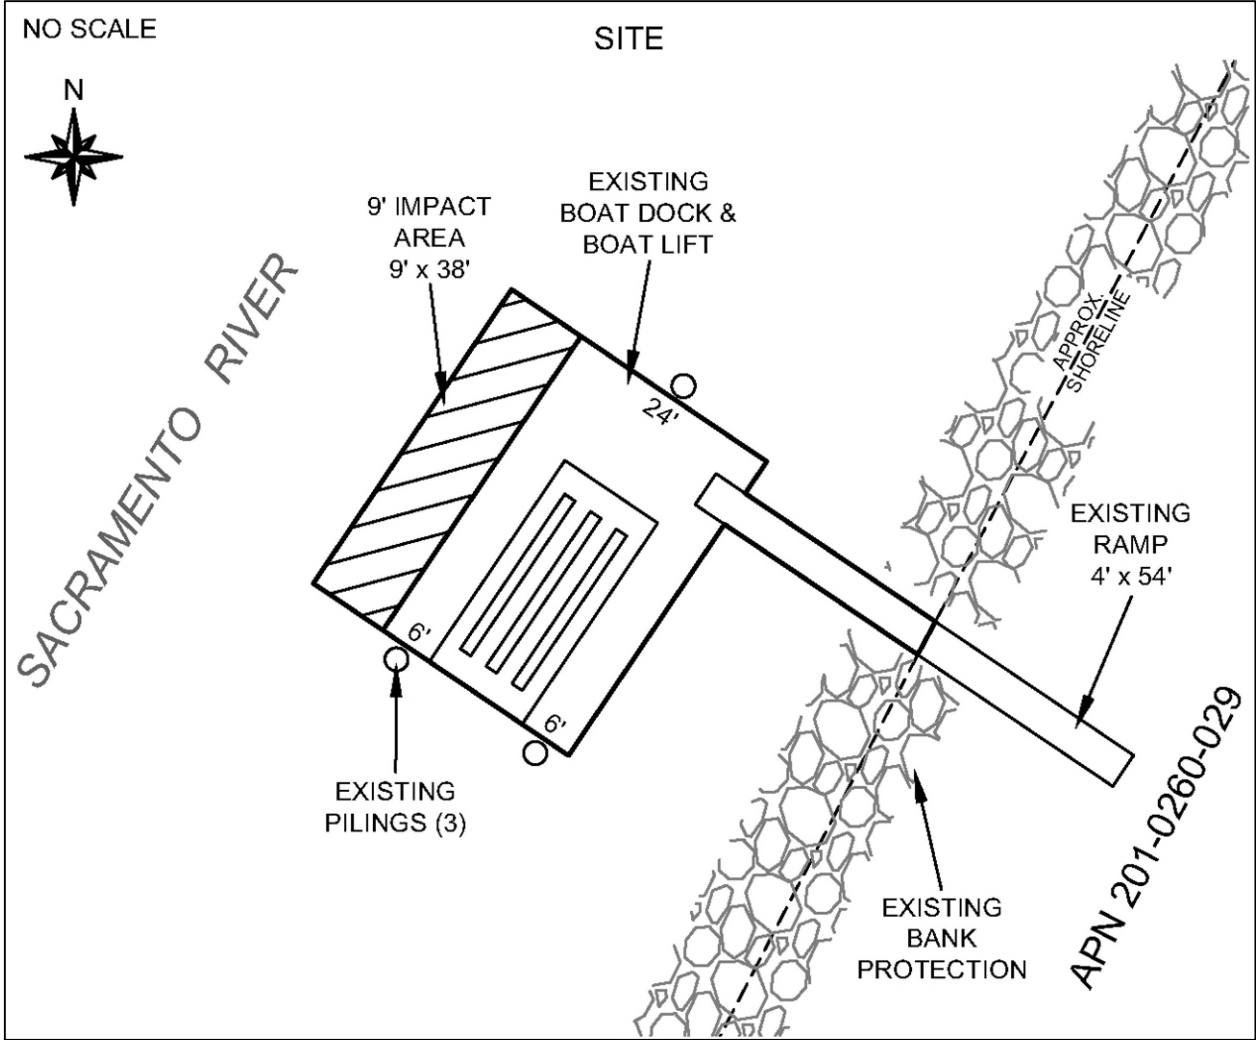 NO SCALE
SITE
N
9' IMPACT
AREA
9' x 38'
EXISTING
BOAT DOCK &
BOAT LIFT
SACRAMENTO RIVER
24'
APPROX.
SHORELINE
EXISTING
RAMP
4' x 54'
6'
6'
EXISTING
PILINGS (3)
EXISTING
BANK
PROTECTION
APN 201-0260-029